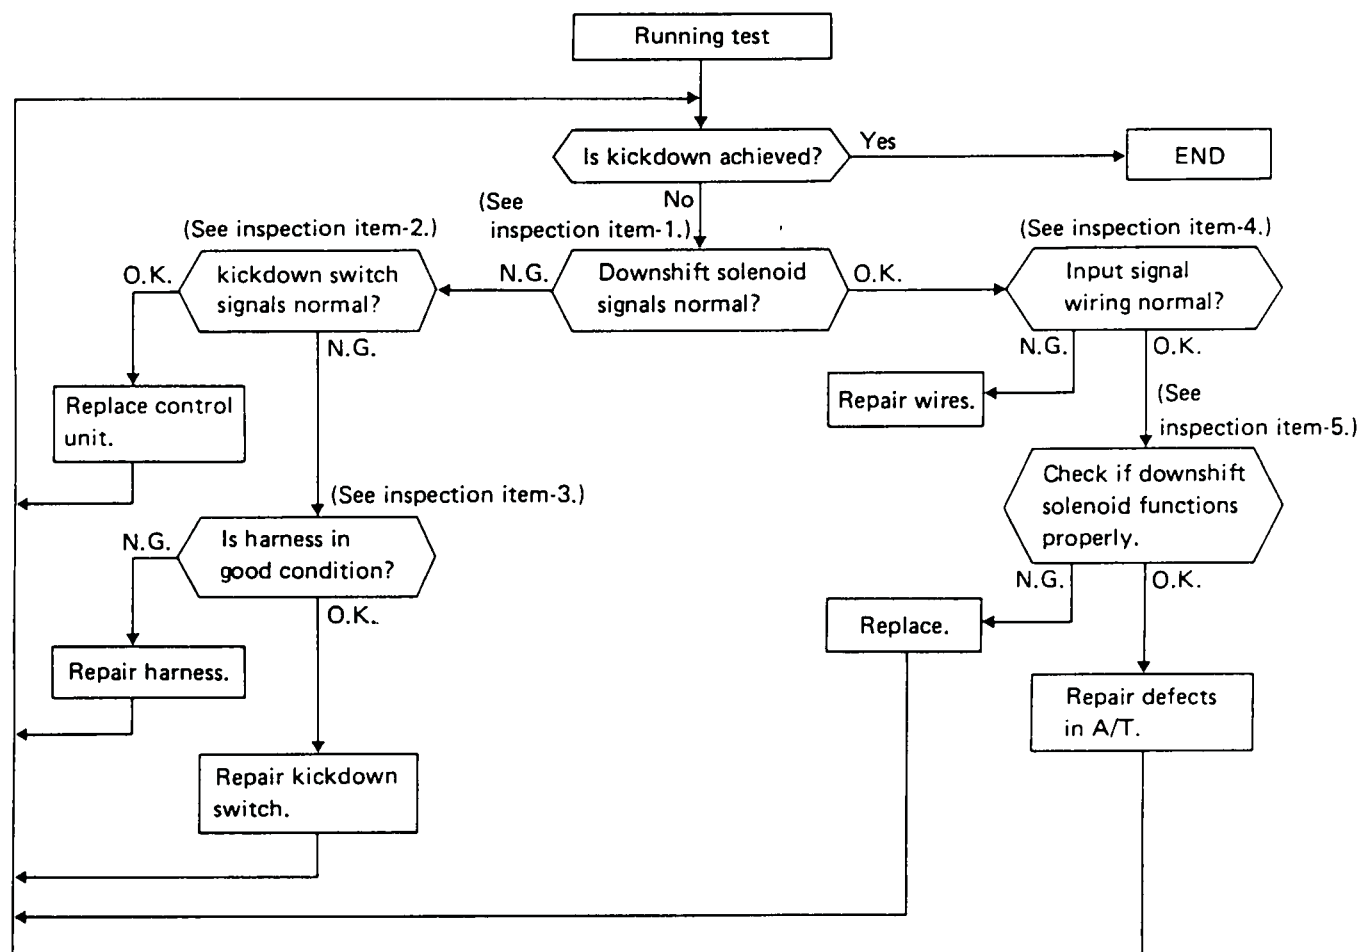 Running test
Is kickdown achieved?
Yes
END
No
(See
inspection item-1.)
(See inspection item-2.)
(See inspection item-4.)
O.K.
kickdown switch
signals normal?
N.G.
Downshift solenoid
signals normal?
O.K.
Input signal
wiring normal?
N.G.
N.G.
O.K.
Replace control
unit.
Repair wires.
(See
inspection item-5.)
(See inspection item-3.)
Check if downshift
solenoid functions
properly.
N.G.
Is harness in
good condition?
O.K.
N.G.
O.K.
Replace.
Repair harness.
Repair defects
in A/T.
Repair kickdown
switch.